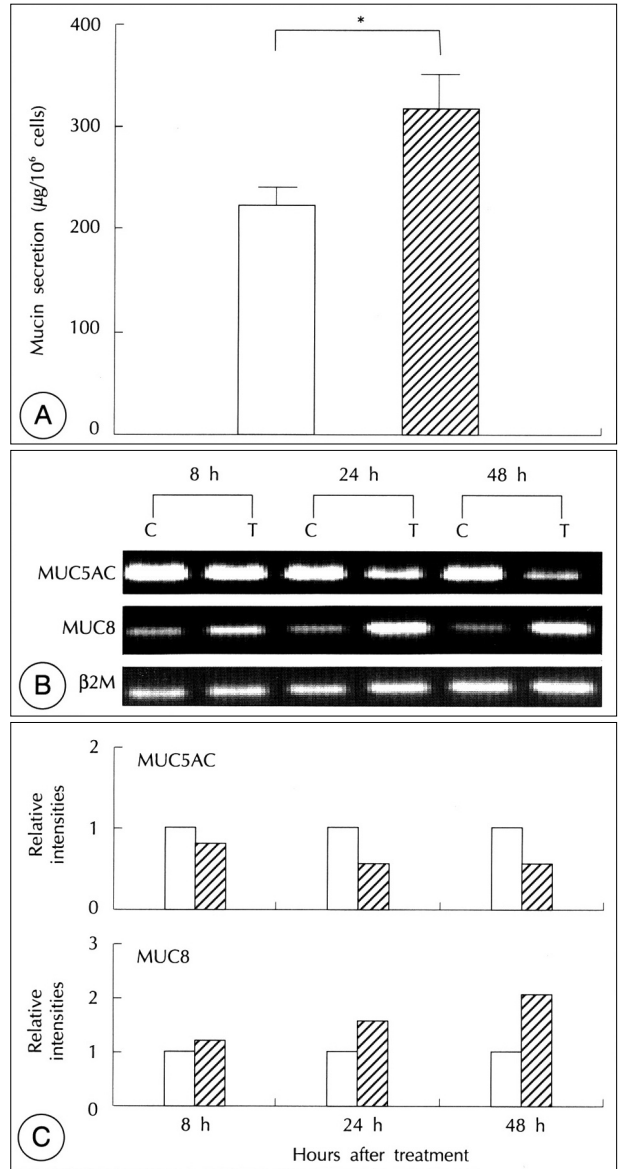 400
*
300
200
100
0
Mucin secretion (μg/10⁶ cells)
A
8 h 24 h 48 h
C T C T C T
MUC5AC
MUC8
β2M
B
2
MUC5AC
1
0
Relative intensities
3
MUC8
2
1
0
Relative intensities
8 h 24 h 48 h
Hours after treatment
C